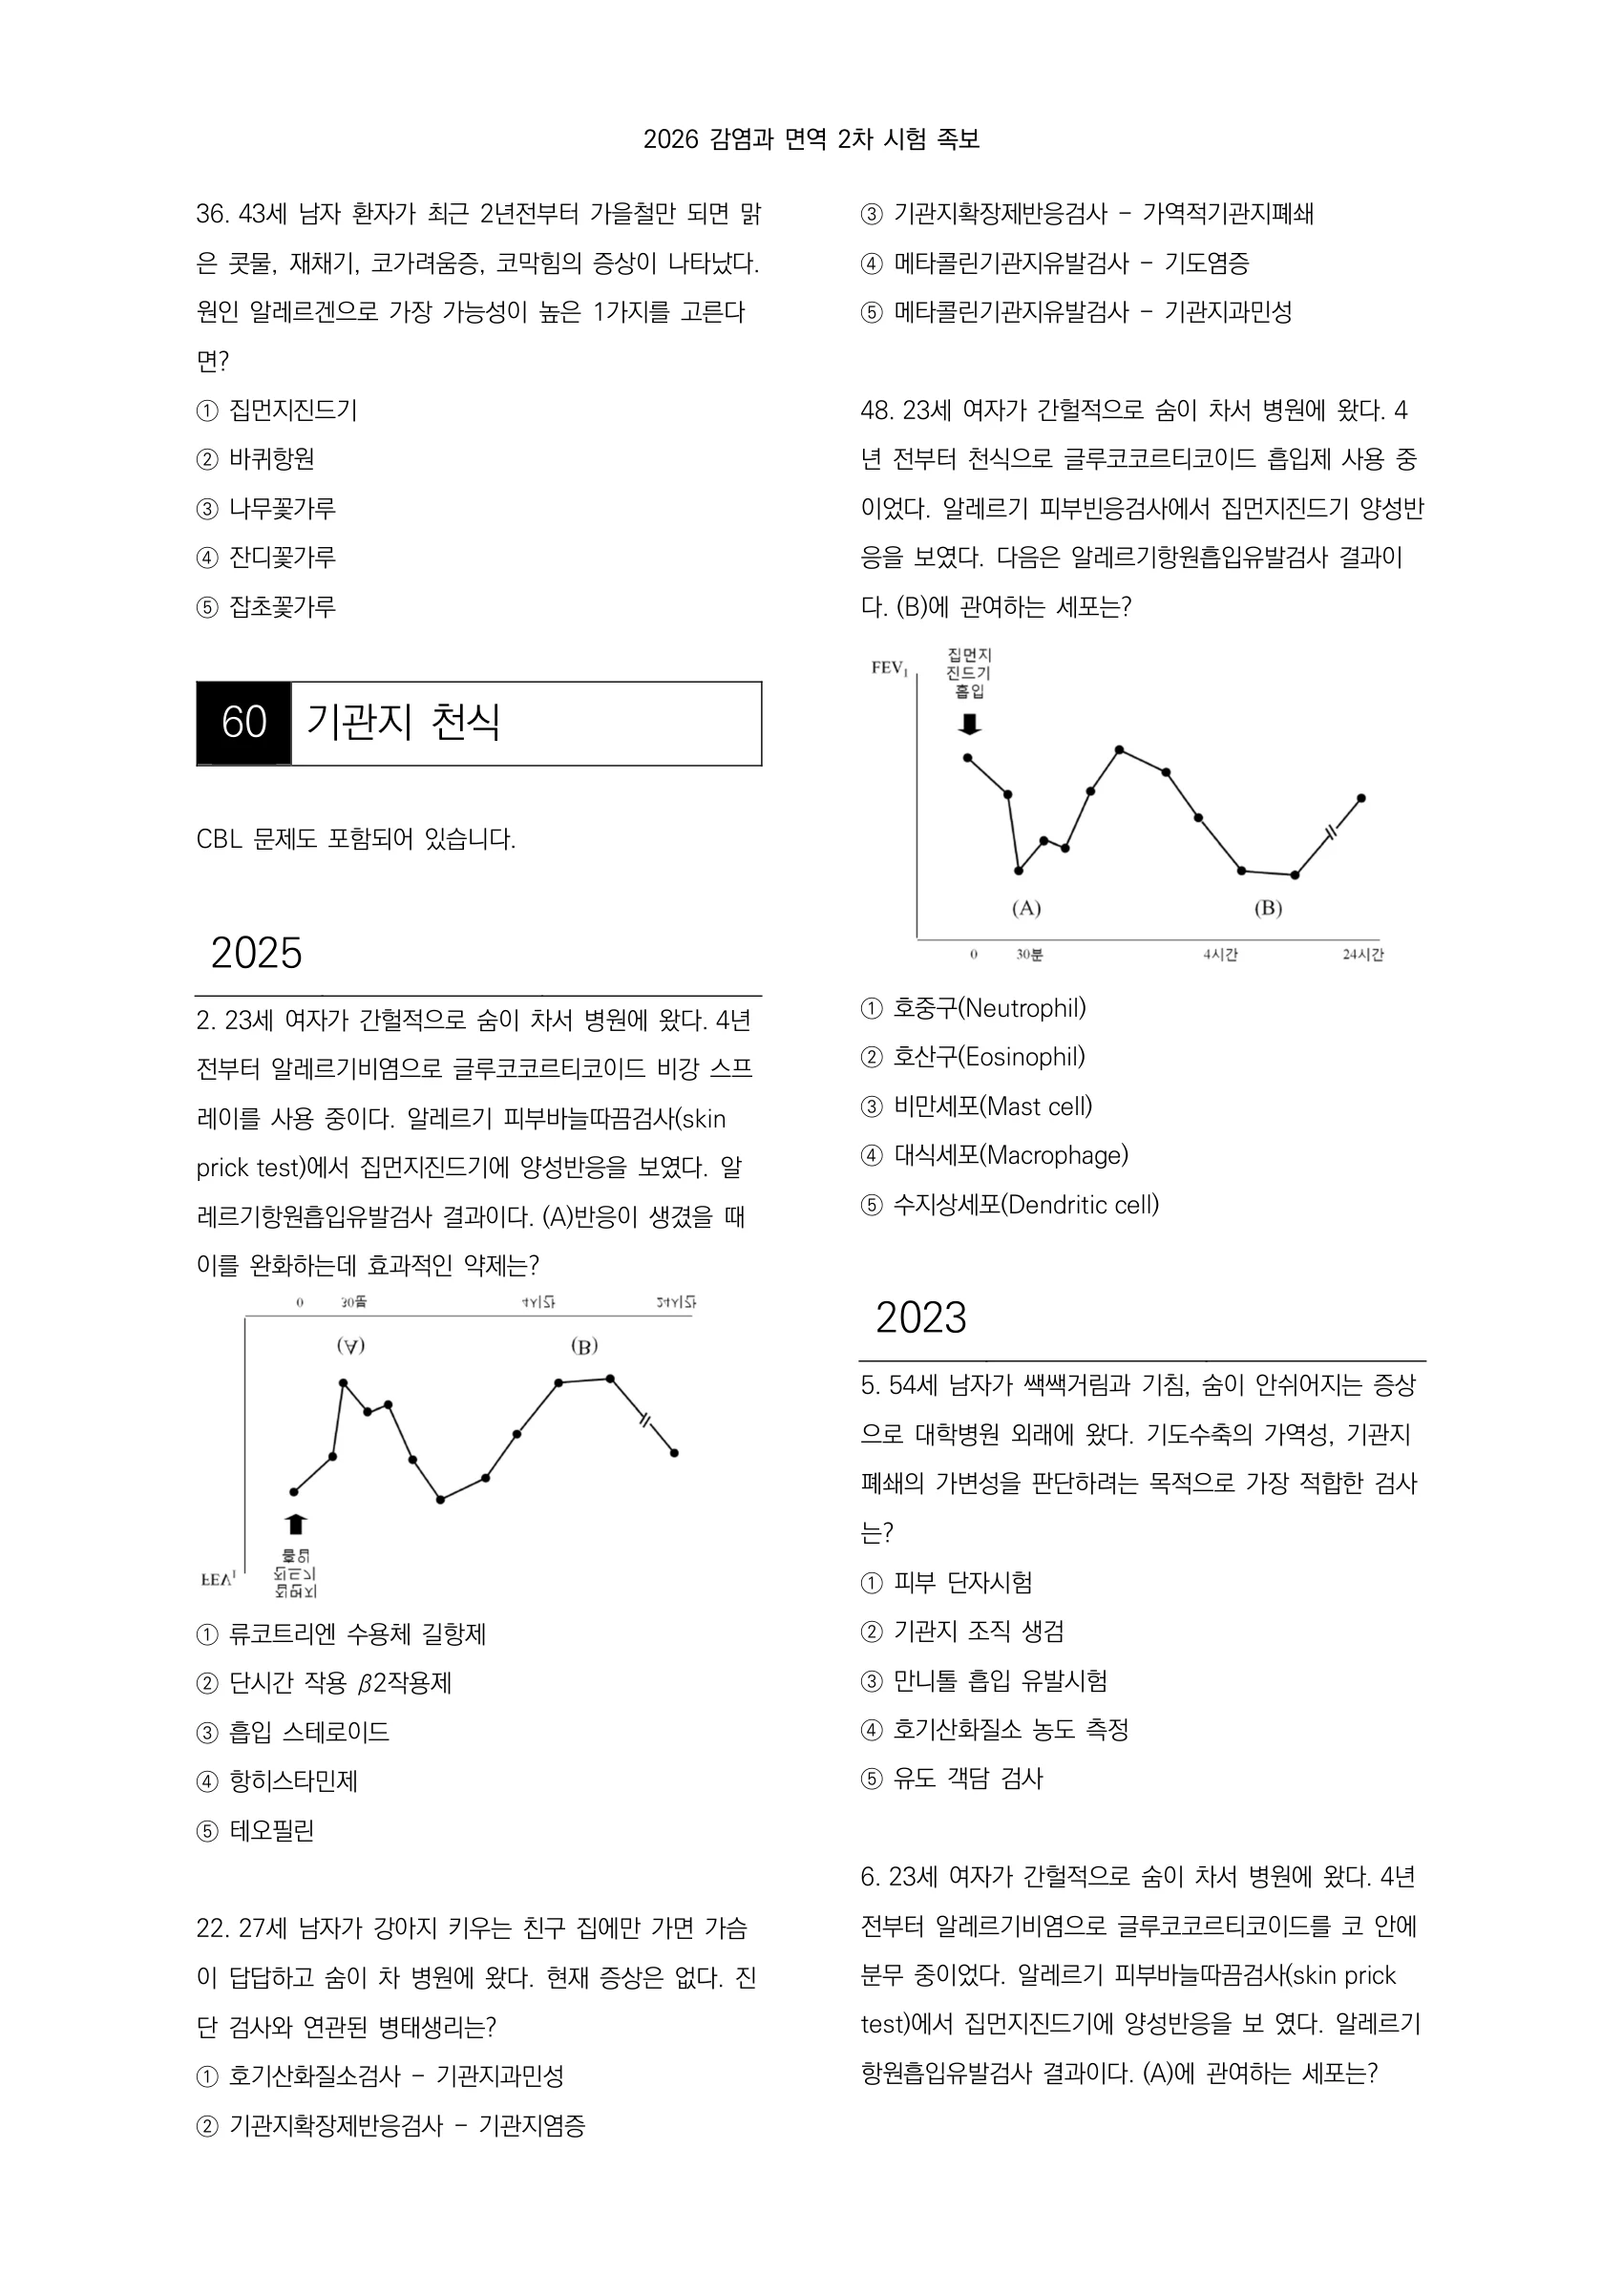 2026 감염과 면역 2차 시험 족보
36. 43세 남자 환자가 최근 2년전부터 가을철만 되면 맑
은 콧물, 재채기, 코가려움증, 코막힘의 증상이 나타났다.
원인 알레르겐으로 가장 가능성이 높은 1가지를 고른다
면?
① 집먼지진드기
② 바퀴항원
③ 나무꽃가루
④ 잔디꽃가루
⑤ 잡초꽃가루
60 기관지 천식
CBL 문제도 포함되어 있습니다.
2025
2. 23세 여자가 간헐적으로 숨이 차서 병원에 왔다. 4년
전부터 알레르기비염으로 글루코코르티코이드 비강 스프
레이를 사용 중이다. 알레르기 피부바늘따끔검사(skin
prick test)에서 집먼지진드기에 양성반응을 보였다. 알
레르기항원흡입유발검사 결과이다. (A)반응이 생겼을 때
이를 완화하는데 효과적인 약제는?
0 30분 4시간 24시간
(A) (B)
흡입
진드기
FEV1 집먼지
① 류코트리엔 수용체 길항제
② 단시간 작용 β2작용제
③ 흡입 스테로이드
④ 항히스타민제
⑤ 테오필린
22. 27세 남자가 강아지 키우는 친구 집에만 가면 가슴
이 답답하고 숨이 차 병원에 왔다. 현재 증상은 없다. 진
단 검사와 연관된 병태생리는?
① 호기산화질소검사 – 기관지과민성
② 기관지확장제반응검사 – 기관지염증
③ 기관지확장제반응검사 – 가역적기관지폐쇄
④ 메타콜린기관지유발검사 – 기도염증
⑤ 메타콜린기관지유발검사 – 기관지과민성
48. 23세 여자가 간헐적으로 숨이 차서 병원에 왔다. 4
년 전부터 천식으로 글루코코르티코이드 흡입제 사용 중
이었다. 알레르기 피부빈응검사에서 집먼지진드기 양성반
응을 보였다. 다음은 알레르기항원흡입유발검사 결과이
다. (B)에 관여하는 세포는?
FEV1 집먼지
진드기
흡입
(A) (B)
0 30분 4시간 24시간
① 호중구(Neutrophil)
② 호산구(Eosinophil)
③ 비만세포(Mast cell)
④ 대식세포(Macrophage)
⑤ 수지상세포(Dendritic cell)
2023
5. 54세 남자가 쌕쌕거림과 기침, 숨이 안쉬어지는 증상
으로 대학병원 외래에 왔다. 기도수축의 가역성, 기관지
폐쇄의 가변성을 판단하려는 목적으로 가장 적합한 검사
는?
① 피부 단자시험
② 기관지 조직 생검
③ 만니톨 흡입 유발시험
④ 호기산화질소 농도 측정
⑤ 유도 객담 검사
6. 23세 여자가 간헐적으로 숨이 차서 병원에 왔다. 4년
전부터 알레르기비염으로 글루코코르티코이드를 코 안에
분무 중이었다. 알레르기 피부바늘따끔검사(skin prick
test)에서 집먼지진드기에 양성반응을 보 였다. 알레르기
항원흡입유발검사 결과이다. (A)에 관여하는 세포는?